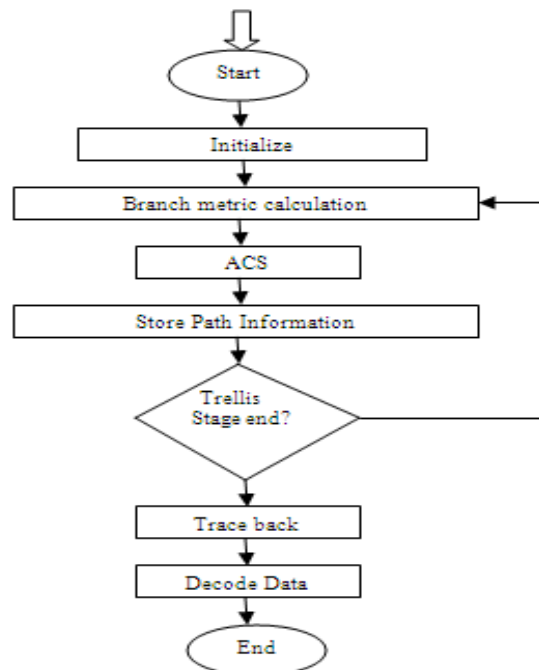 Start
Initialize
Branch metric calculation
ACS
Store Path Information
Trellis
Stage end?
Trace back
Decode Data
End